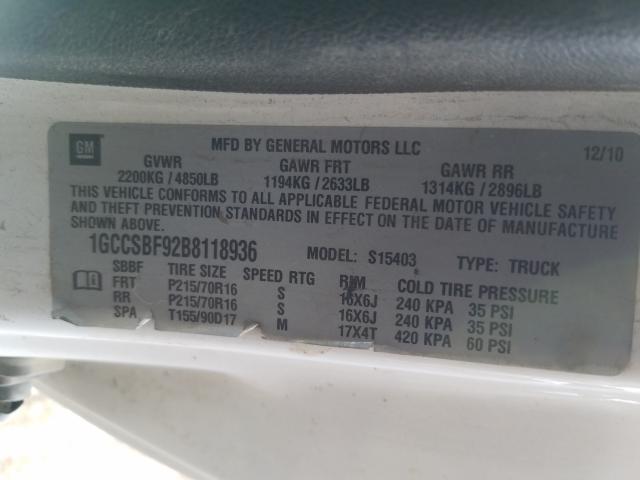 GM
MFD BY GENERAL MOTORS LLC 12/10
GVWR GAWR FRT GAWR RR
2200KG / 4850LB 1194KG / 2633LB 1314KG / 2896LB
THIS VEHICLE CONFORMS TO ALL APPLICABLE FEDERAL MOTOR VEHICLE SAFETY
AND THEFT PREVENTION STANDARDS IN EFFECT ON THE DATE OF MANUFACTURE
SHOWN ABOVE.
1GCCSBF92B8118936 MODEL: S15403 TYPE: TRUCK
SBBF TIRE SIZE SPEED RTG RIM COLD TIRE PRESSURE
FRT P215/70R16 S 16X6J 240 KPA 35 PSI
RR P215/70R16 S 16X6J 240 KPA 35 PSI
SPA T155/90D17 M 17X4T 420 KPA 60 PSI